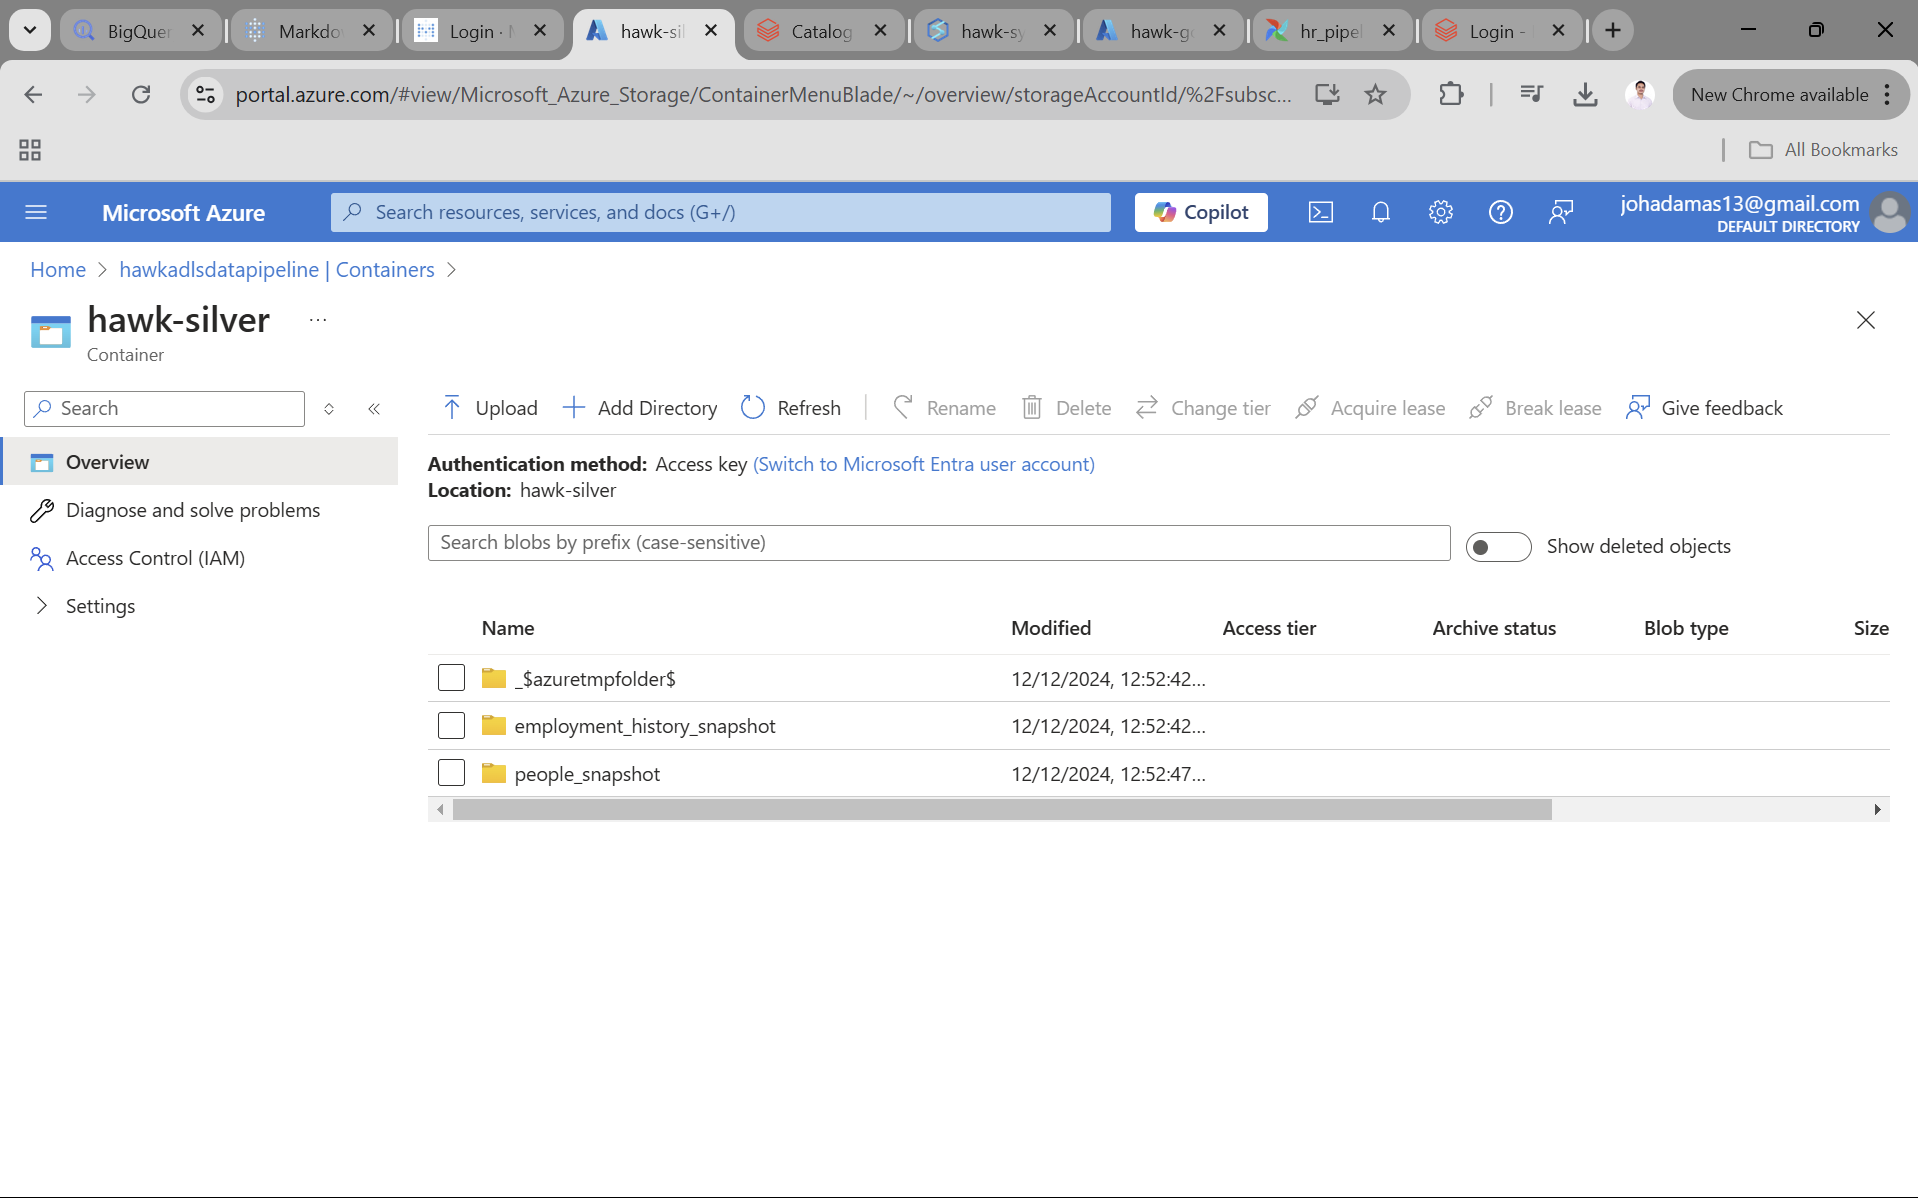 BigQuer
Markdo
Login ·
hawk-sil
Catalog
hawk-sy
hawk-go
hr_pipel
Login -
portal.azure.com/#view/Microsoft_Azure_Storage/ContainerMenuBlade/~/overview/storageAccountId/%2Fsubsc...
New Chrome available
All Bookmarks
Microsoft Azure
Search resources, services, and docs (G+/)
Copilot
johadamas13@gmail.com
DEFAULT DIRECTORY
Home > hawkadlsdatapipeline | Containers >
hawk-silver ...
Container
Search
Upload
Add Directory
Refresh
Rename
Delete
Change tier
Acquire lease
Break lease
Give feedback
Overview
Diagnose and solve problems
Access Control (IAM)
Settings
Authentication method: Access key (Switch to Microsoft Entra user account)
Location: hawk-silver
Search blobs by prefix (case-sensitive)
Show deleted objects
Name Modified Access tier Archive status Blob type Size
_$azuretmpfolder$ 12/12/2024, 12:52:42...
employment_history_snapshot 12/12/2024, 12:52:42...
people_snapshot 12/12/2024, 12:52:47...